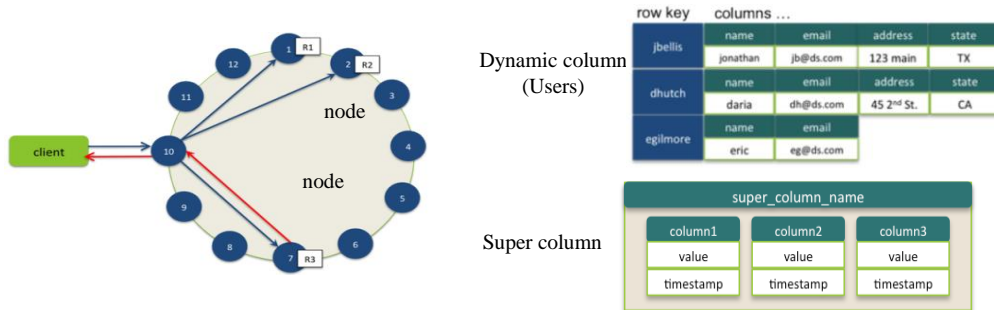 1
R1
2
R2
3
4
5
6
7
R3
8
9
10
11
12
node
node
client
Dynamic column
(Users)
row key columns ...
jbellis
name email address state
jonathan jb@ds.com 123 main TX
dhutch
name email address state
daria dh@ds.com 45 2nd St. CA
egilmore
name email
eric eg@ds.com
Super column
super_column_name
column1 column2 column3
value value value
timestamp timestamp timestamp